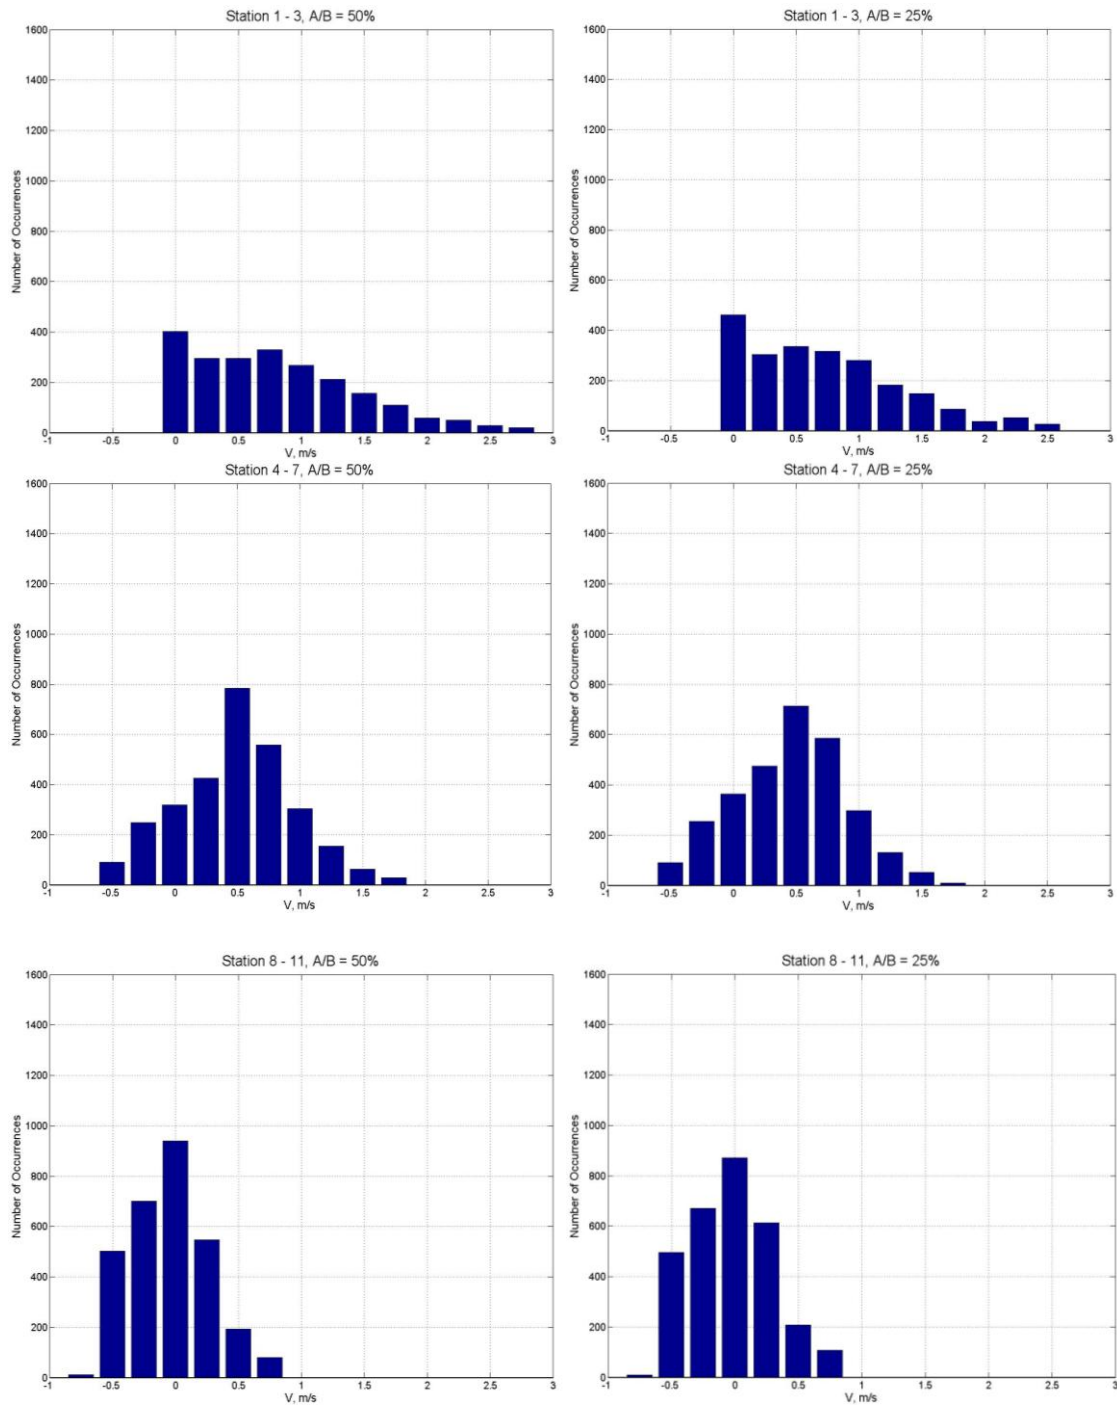 Station 1 - 3, A/B = 50%
1600
1400
1200
1000
800
600
400
200
0
Number of Occurrences
-1 -0.5 0 0.5 1 1.5 2 2.5 3
V, m/s
Station 1 - 3, A/B = 25%
1600
1400
1200
1000
800
600
400
200
0
Number of Occurrences
-1 -0.5 0 0.5 1 1.5 2 2.5 3
V, m/s
Station 4 - 7, A/B = 50%
1600
1400
1200
1000
800
600
400
200
0
Number of Occurrences
-1 -0.5 0 0.5 1 1.5 2 2.5 3
V, m/s
Station 4 - 7, A/B = 25%
1600
1400
1200
1000
800
600
400
200
0
Number of Occurrences
-1 -0.5 0 0.5 1 1.5 2 2.5 3
V, m/s
Station 8 - 11, A/B = 50%
1600
1400
1200
1000
800
600
400
200
0
Number of Occurrences
-1 -0.5 0 0.5 1 1.5 2 2.5 3
V, m/s
Station 8 - 11, A/B = 25%
1600
1400
1200
1000
800
600
400
200
0
Number of Occurrences
-1 -0.5 0 0.5 1 1.5 2 2.5 3
V, m/s